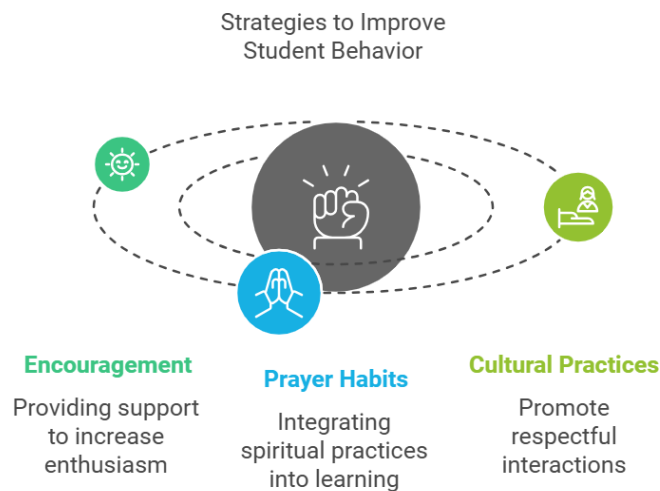 Strategies to Improve
Student Behavior
Encouragement
Providing support
to increase
enthusiasm
Prayer Habits
Integrating
spiritual practices
into learning
Cultural Practices
Promote
respectful
interactions